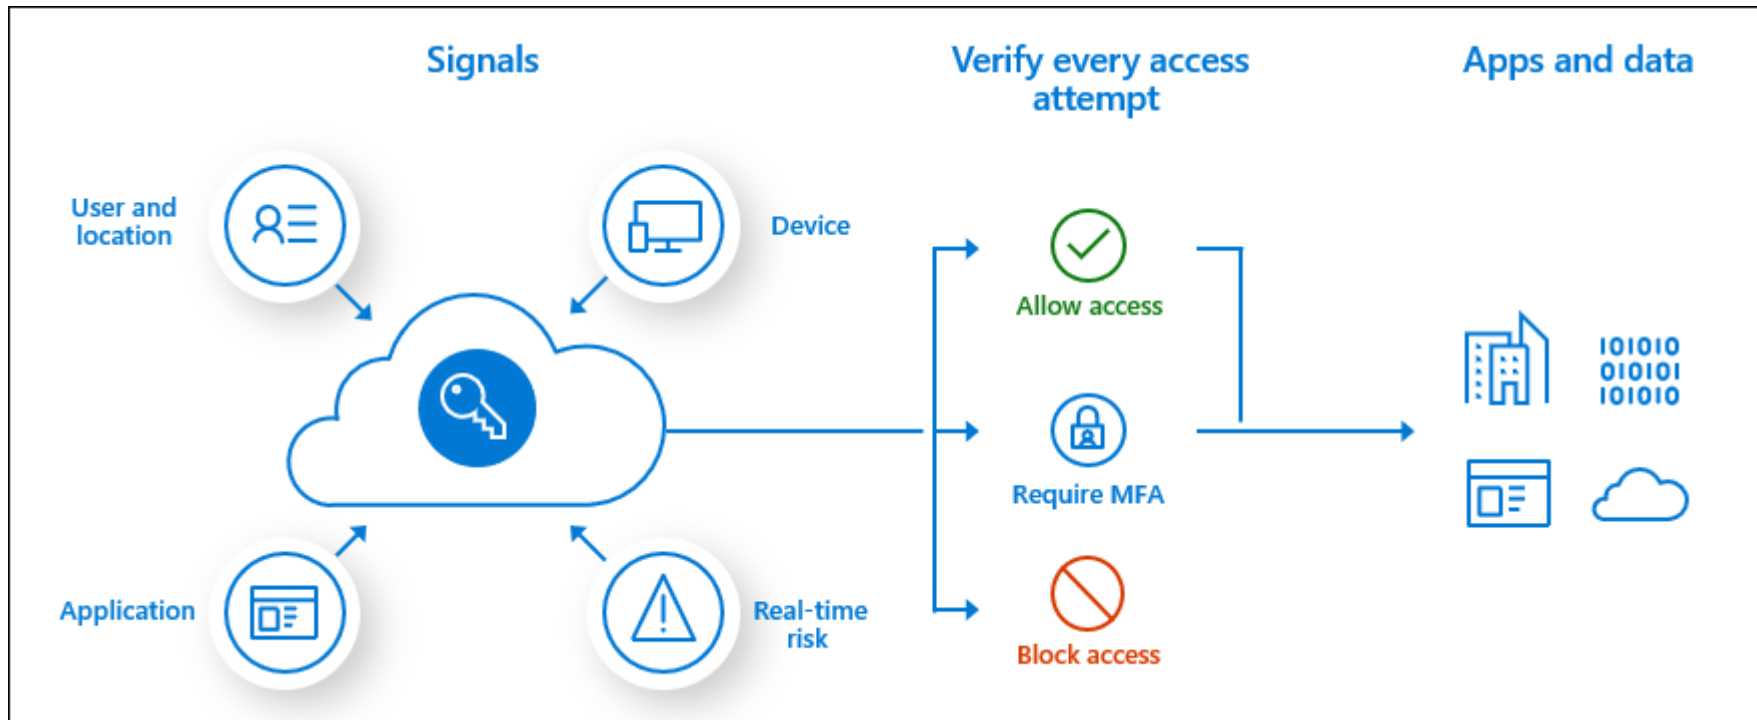 Signals
Verify every access
attempt
Apps and data
User and
location
Device
Application
Real-time
risk
Allow access
Require MFA
Block access
101010
010101
101010